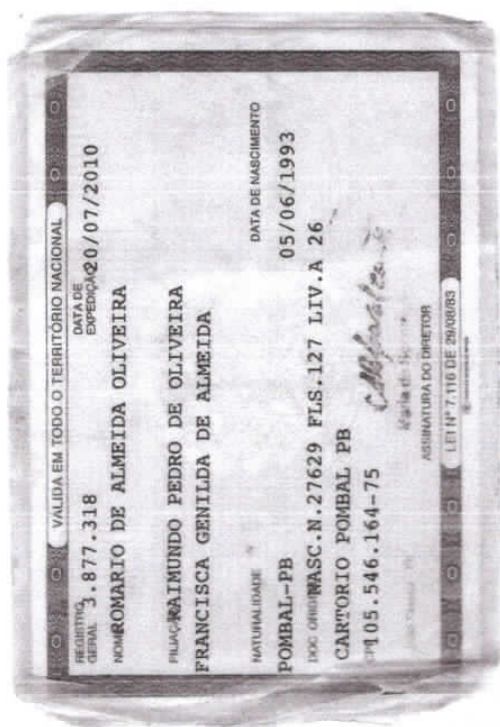 VÁLIDA EM TODO O TERRITÓRIO NACIONAL
REGISTRO GERAL 3.877.318 DATA DE EXPEDIÇÃO 20/07/2010
NOME ROMARIO DE ALMEIDA OLIVEIRA
FILIAÇÃO RAIMUNDO PEDRO DE OLIVEIRA
FRANCISCA GENILDA DE ALMEIDA
NATURALIDADE DATA DE NASCIMENTO
POMBAL-PB 05/06/1993
DOC ORIGEM NASC.N.27629 FLS.127 LIV.A 26
CARTORIO POMBAL PB
CPF 105.546.164-75
ASSINATURA DO DIRETOR
LEI Nº 7.116 DE 29/08/83